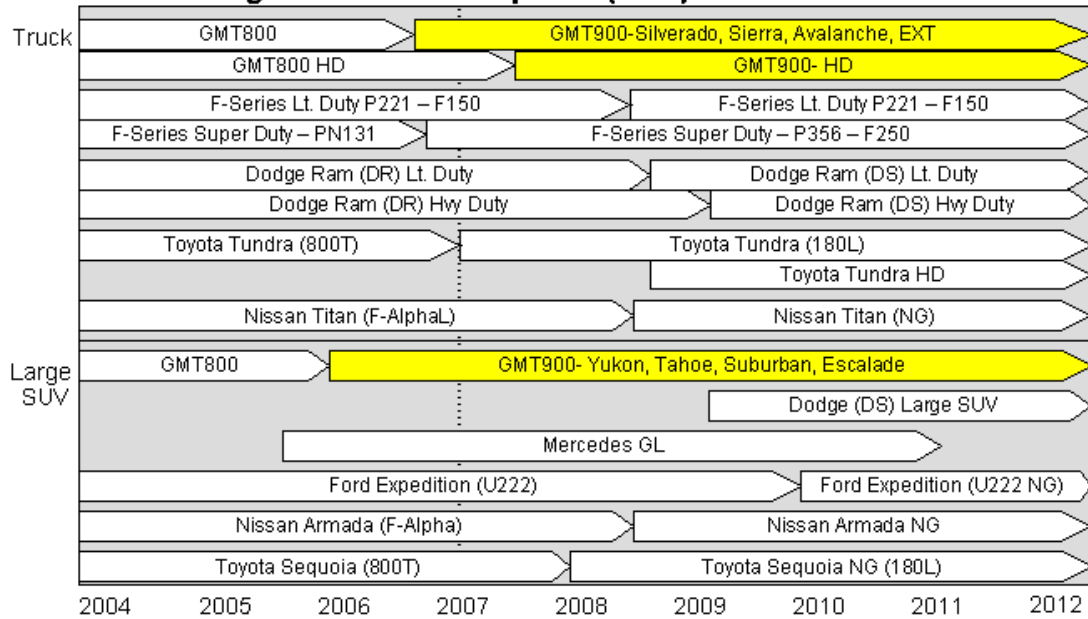 Truck
GMT800
GMT900-Silverado, Sierra, Avalanche, EXT
GMT800 HD
GMT900- HD
F-Series Lt. Duty P221 – F150
F-Series Lt. Duty P221 – F150
F-Series Super Duty – PN131
F-Series Super Duty – P356 – F250
Dodge Ram (DR) Lt. Duty
Dodge Ram (DS) Lt. Duty
Dodge Ram (DR) Hvy Duty
Dodge Ram (DS) Hvy Duty
Toyota Tundra (800T)
Toyota Tundra (180L)
Toyota Tundra HD
Nissan Titan (F-AlphaL)
Nissan Titan (NG)
Large
SUV
GMT800
GMT900- Yukon, Tahoe, Suburban, Escalade
Dodge (DS) Large SUV
Mercedes GL
Ford Expedition (U222)
Ford Expedition (U222 NG)
Nissan Armada (F-Alpha)
Nissan Armada NG
Toyota Sequoia (800T)
Toyota Sequoia NG (180L)
2004 2005 2006 2007 2008 2009 2010 2011 2012